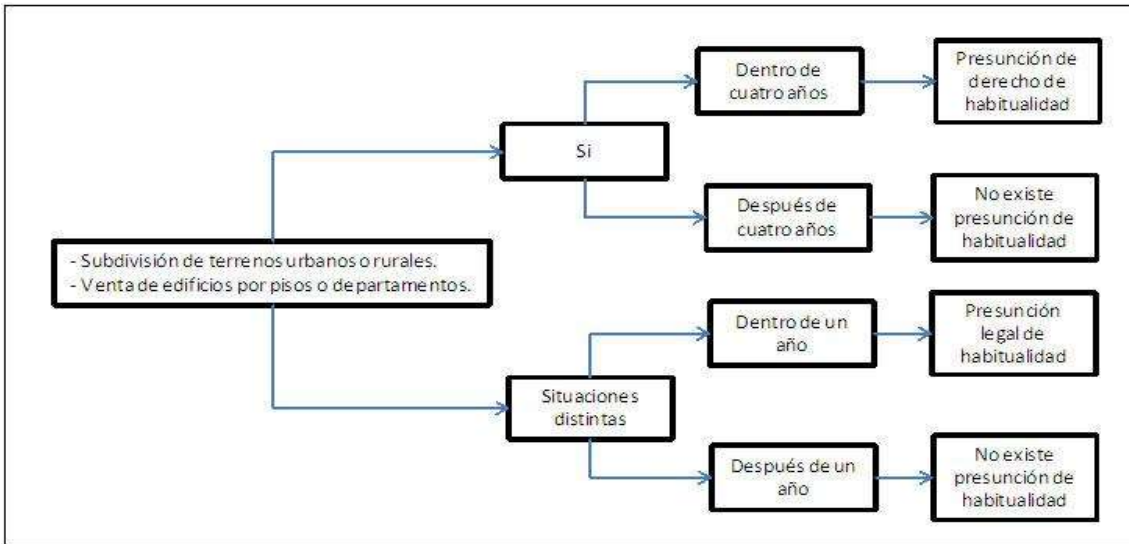 - Subdivisión de terrenos urbanos o rurales.
- Venta de edificios por pisos o departamentos.
Si
Dentro de
cuatro años
Presunción de
derecho de
habitualidad
Después de
cuatro años
No existe
presunción de
habitualidad
Situaciones
distintas
Dentro de un
año
Presunción
legal de
habitualidad
Después de un
año
No existe
presunción de
habitualidad